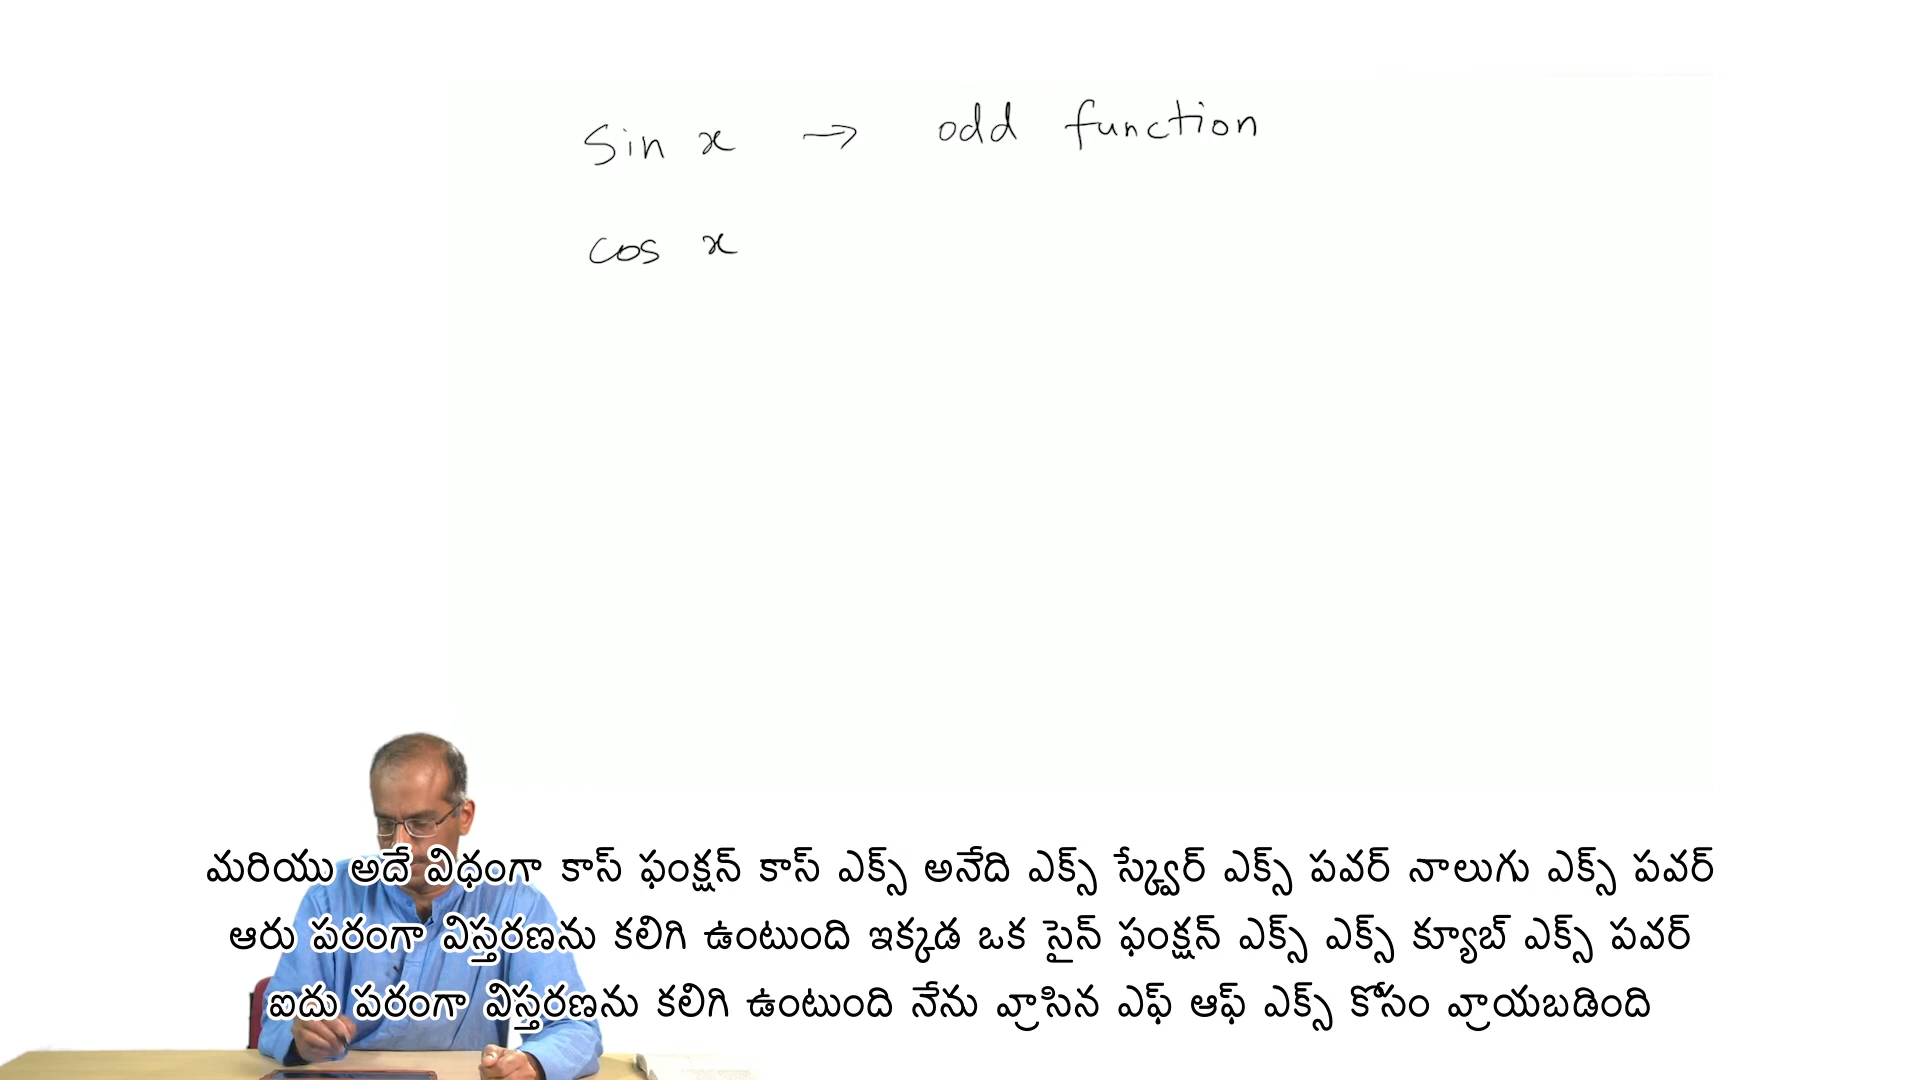 sin x → odd function
cos x
మరియు అదే విధంగా కాస్ ఫంక్షన్ కాస్ ఎక్స్ అనేది ఎక్స్ స్క్వేర్ ఎక్స్ పవర్ నాలుగు ఎక్స్ పవర్
ఆరు పరంగా విస్తరణను కలిగి ఉంటుంది ఇక్కడ ఒక సైన్ ఫంక్షన్ ఎక్స్ ఎక్స్ క్యూబ్ ఎక్స్ పవర్
ఐదు పరంగా విస్తరణను కలిగి ఉంటుంది నేను వ్రాసిన ఎఫ్ ఆఫ్ ఎక్స్ కోసం వ్రాయబడింది